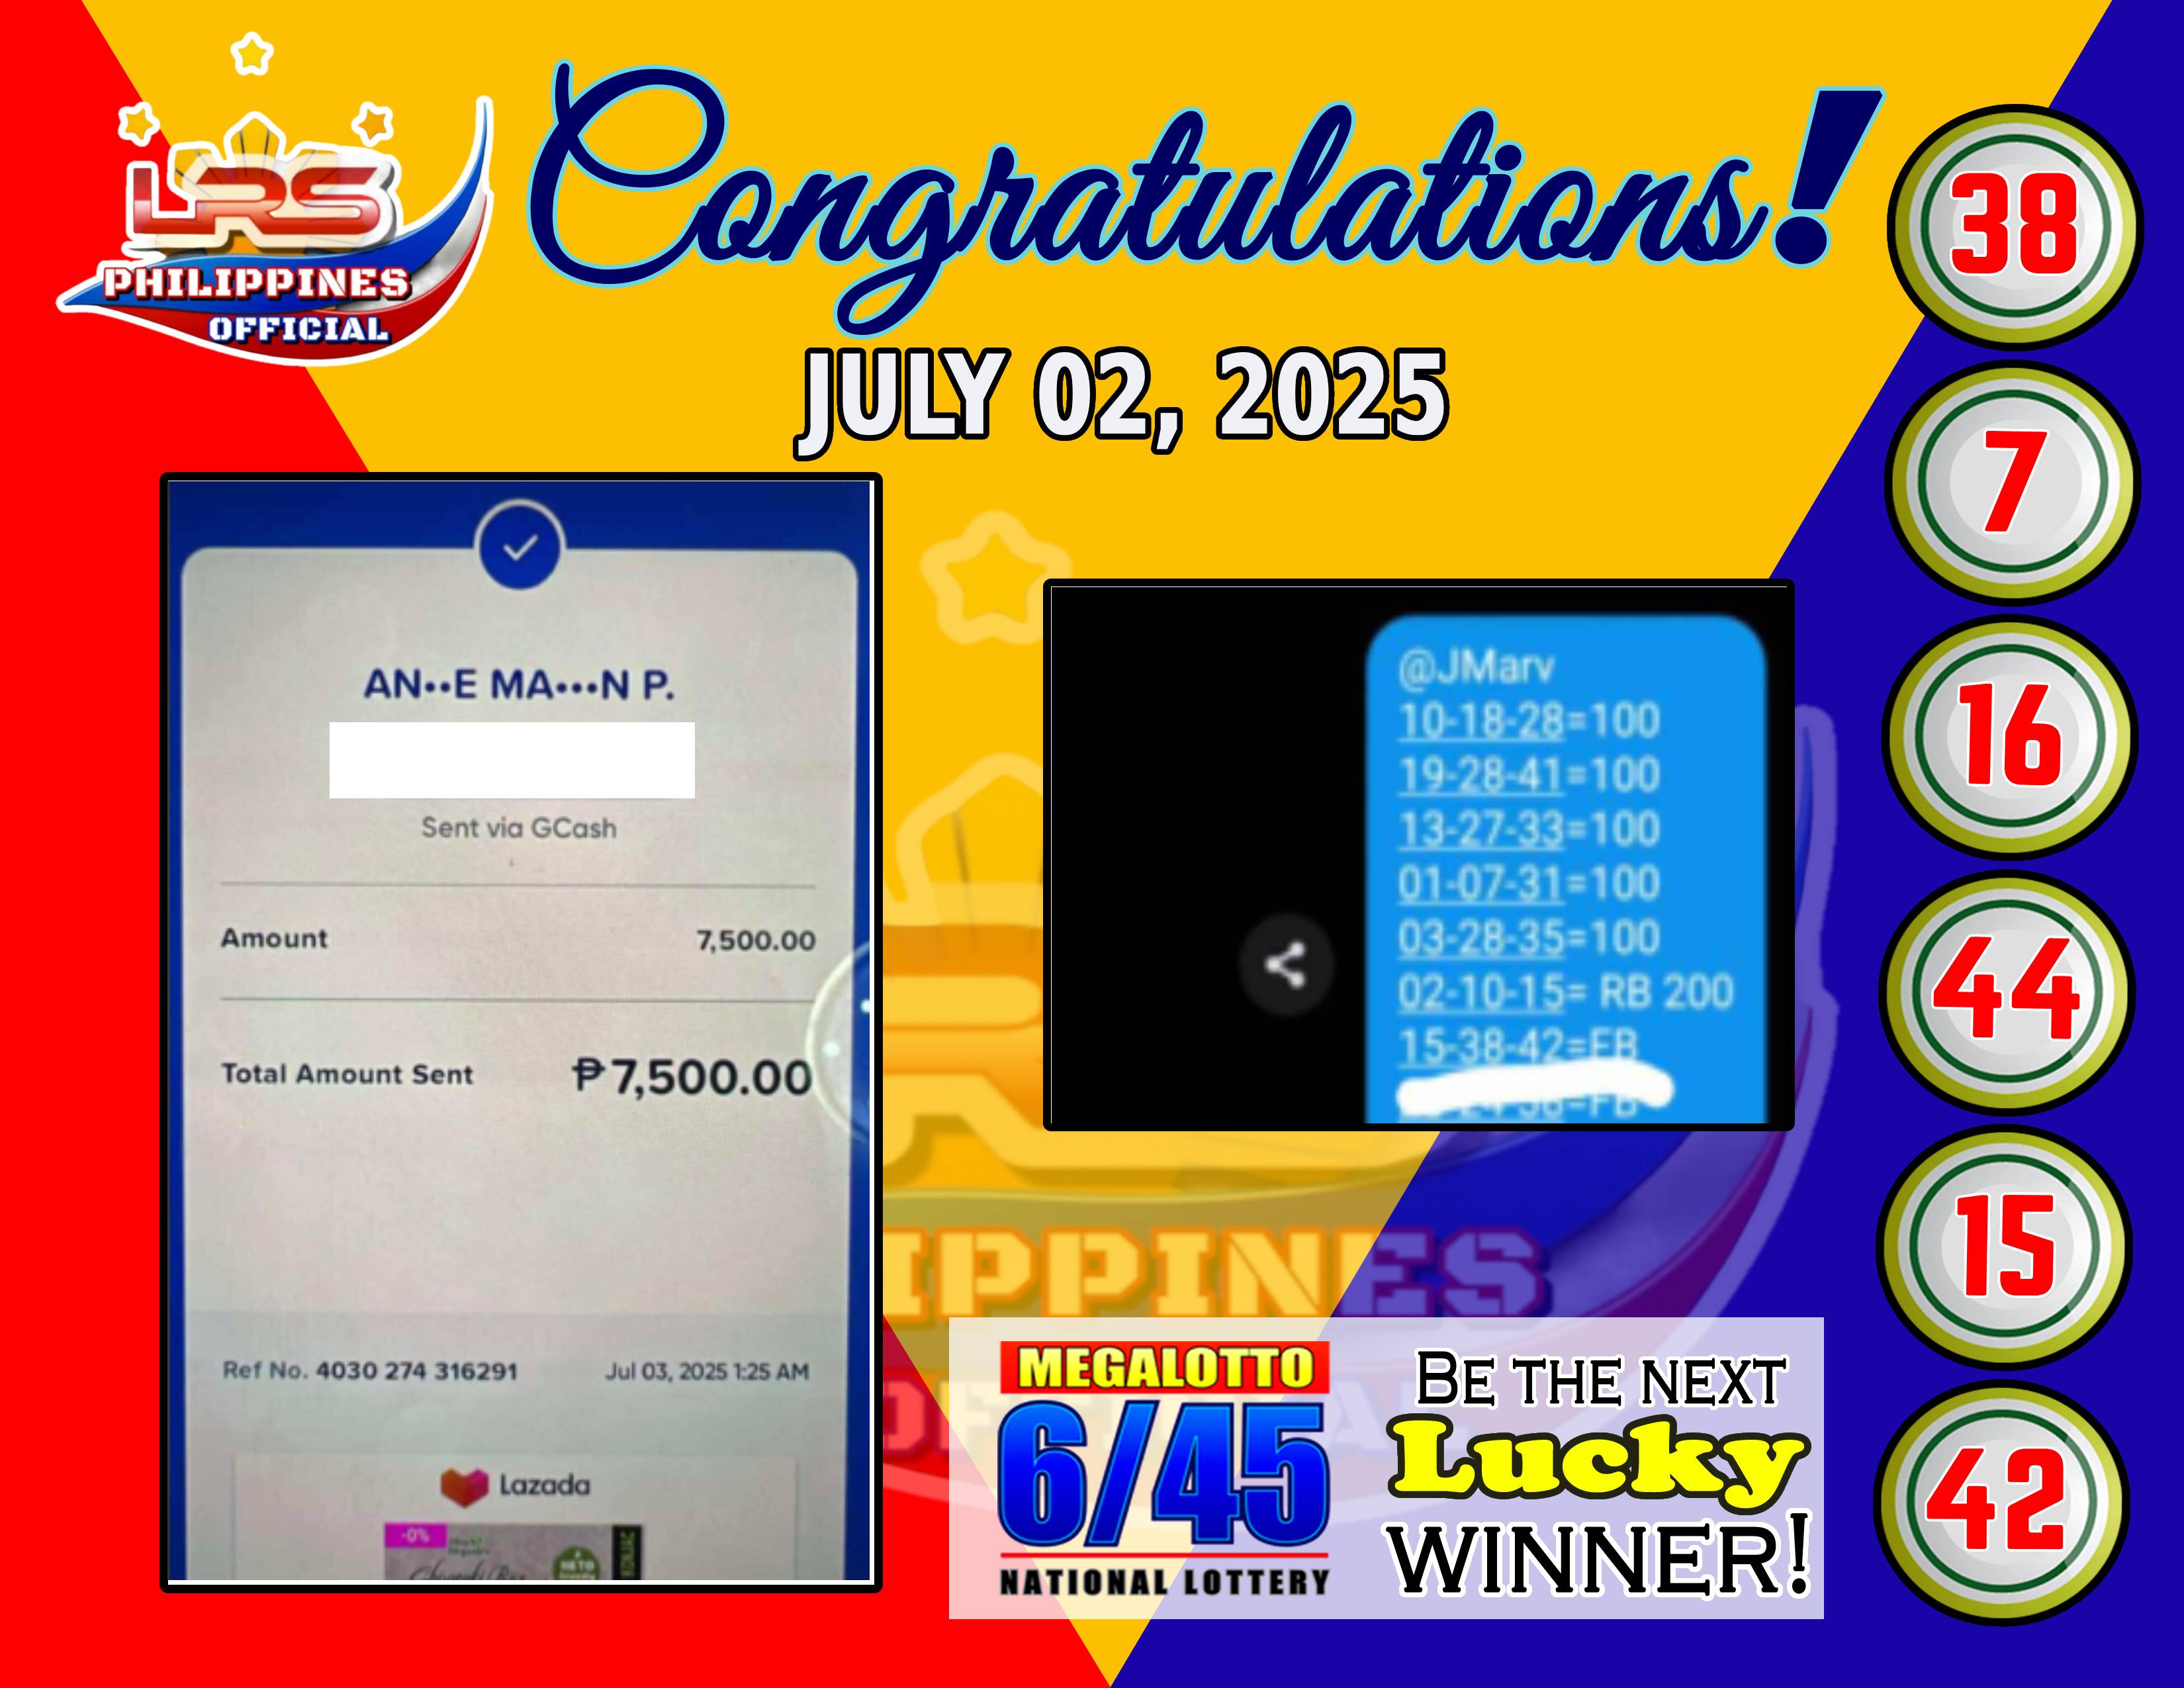 LRS
PHILIPPINES
OFFICIAL
Congratulations!
JULY 02, 2025
AN••E MA•••N P.
Sent via GCash
Amount 7,500.00
Total Amount Sent ₱7,500.00
Ref No. 4030 274 316291 Jul 03, 2025 1:25 AM
Lazada
-0%
KETO
@JMarv
10-18-28=100
19-28-41=100
13-27-33=100
01-07-31=100
03-28-35=100
02-10-15= RB 200
15-38-42=FB
MEGALOTTO
6/45
NATIONAL LOTTERY
BE THE NEXT
Lucky
WINNER!
38
7
16
44
15
42